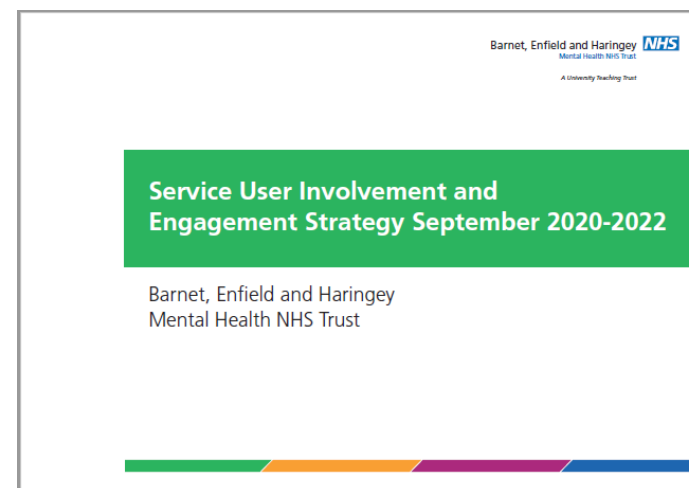 Barnet, Enfield and Haringey NHS
Mental Health NHS Trust
A University Teaching Trust
Service User Involvement and
Engagement Strategy September 2020-2022
Barnet, Enfield and Haringey
Mental Health NHS Trust